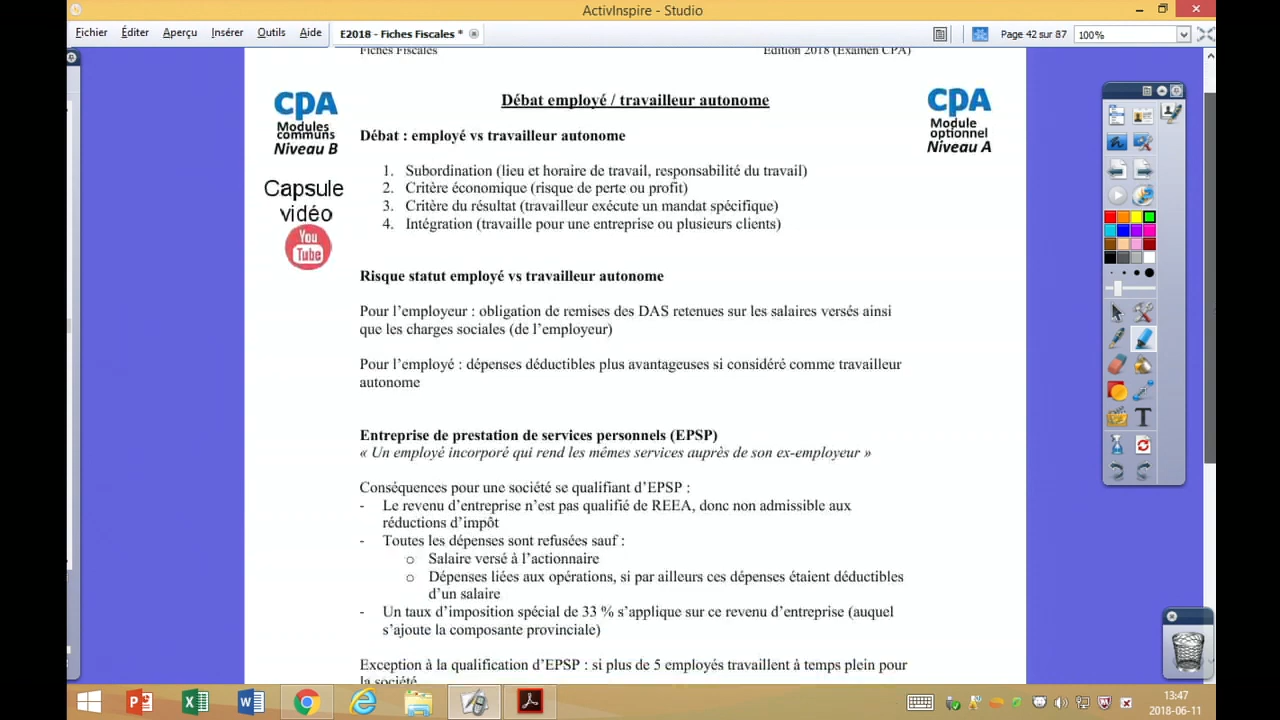 ActivInspire - Studio
Fichier Éditer Aperçu Insérer Outils Aide E2018 - Fiches Fiscales * Page 42 sur 87 100%
Fiches Fiscales Édition 2018 (Examen CPA)
CPA
Modules
communs
Niveau B
CPA
Module
optionnel
Niveau A
Débat employé / travailleur autonome
Débat : employé vs travailleur autonome
1. Subordination (lieu et horaire de travail, responsabilité du travail)
2. Critère économique (risque de perte ou profit)
3. Critère du résultat (travailleur exécute un mandat spécifique)
4. Intégration (travaille pour une entreprise ou plusieurs clients)
Capsule
vidéo
You
Tube
Risque statut employé vs travailleur autonome
Pour l'employeur : obligation de remises des DAS retenues sur les salaires versés ainsi
que les charges sociales (de l'employeur)
Pour l'employé : dépenses déductibles plus avantageuses si considéré comme travailleur
autonome
Entreprise de prestation de services personnels (EPSP)
« Un employé incorporé qui rend les mêmes services auprès de son ex-employeur »
Conséquences pour une société se qualifiant d'EPSP :
- Le revenu d'entreprise n'est pas qualifié de REEA, donc non admissible aux
réductions d'impôt
- Toutes les dépenses sont refusées sauf :
o Salaire versé à l'actionnaire
o Dépenses liées aux opérations, si par ailleurs ces dépenses étaient déductibles
d'un salaire
- Un taux d'imposition spécial de 33 % s'applique sur ce revenu d'entreprise (auquel
s'ajoute la composante provinciale)
Exception à la qualification d'EPSP : si plus de 5 employés travaillent à temps plein pour
la société
13:47
2018-06-11